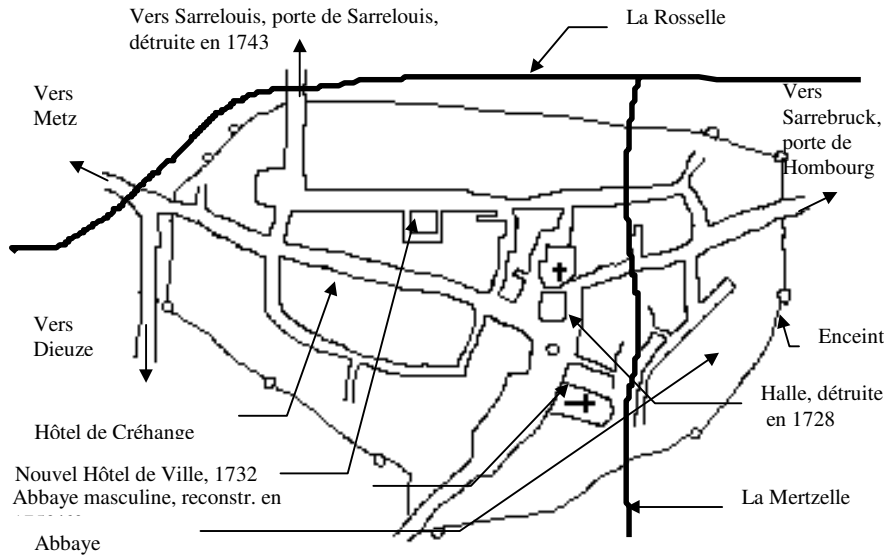 Vers Sarrelouis, porte de Sarrelouis,
détruite en 1743
La Rosselle
Vers
Metz
Vers
Sarrebruck,
porte de
Hombourg
Vers
Dieuze
Enceint
Halle, détruite
en 1728
Hôtel de Créhange
Nouvel Hôtel de Ville, 1732
Abbaye masculine, reconstr. en
La Mertzelle
Abbaye